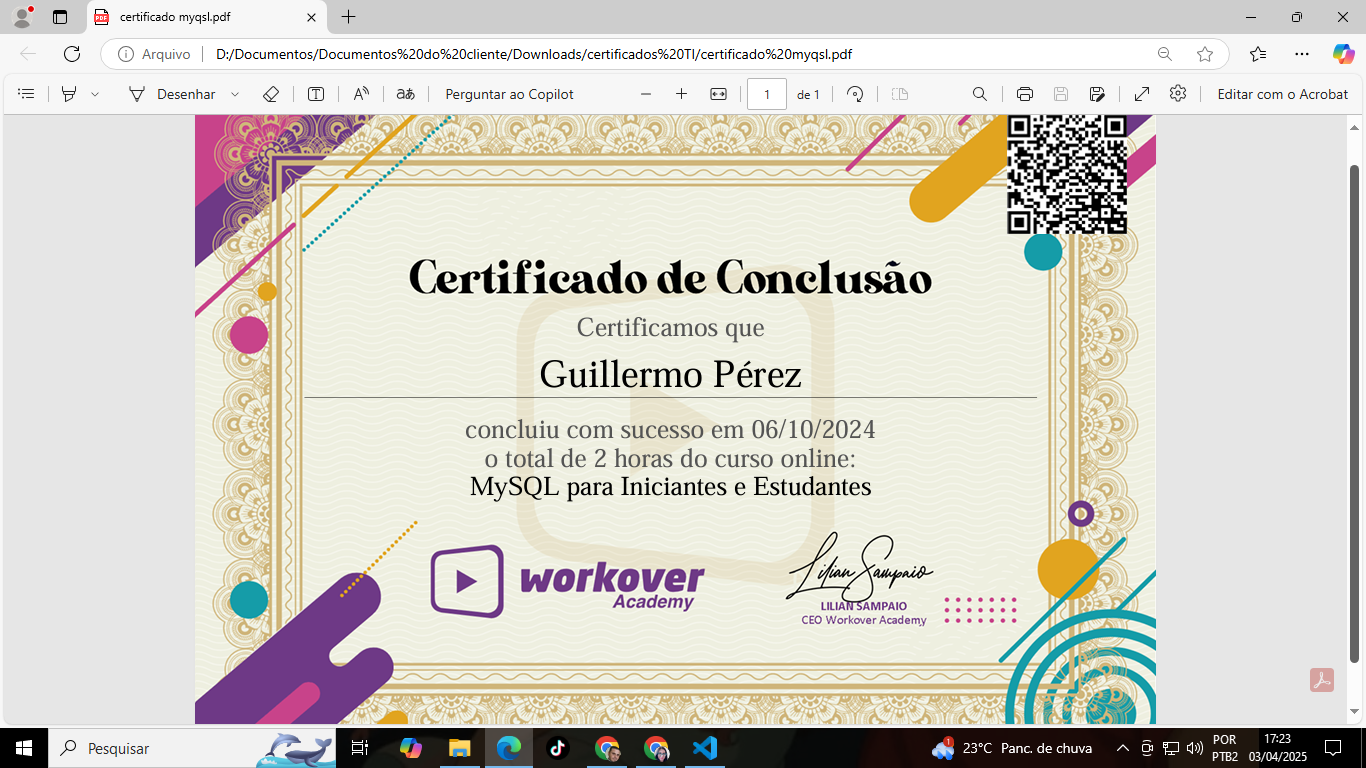 certificado myqsl.pdf
Arquivo
D:/Documentos/Documentos%20do%20cliente/Downloads/certificados%20TI/certificado%20myqsl.pdf
Desenhar
Perguntar ao Copilot
1
de 1
Editar com o Acrobat
Certificado de Conclusão
Certificamos que
Guillermo Pérez
concluiu com sucesso em 06/10/2024
o total de 2 horas do curso online:
MySQL para Iniciantes e Estudantes
workover
Academy
Lilian Sampaio
LILIAN SAMPAIO
CEO Workover Academy
Pesquisar
1
23°C Panc. de chuva
POR
PTB2
17:23
03/04/2025